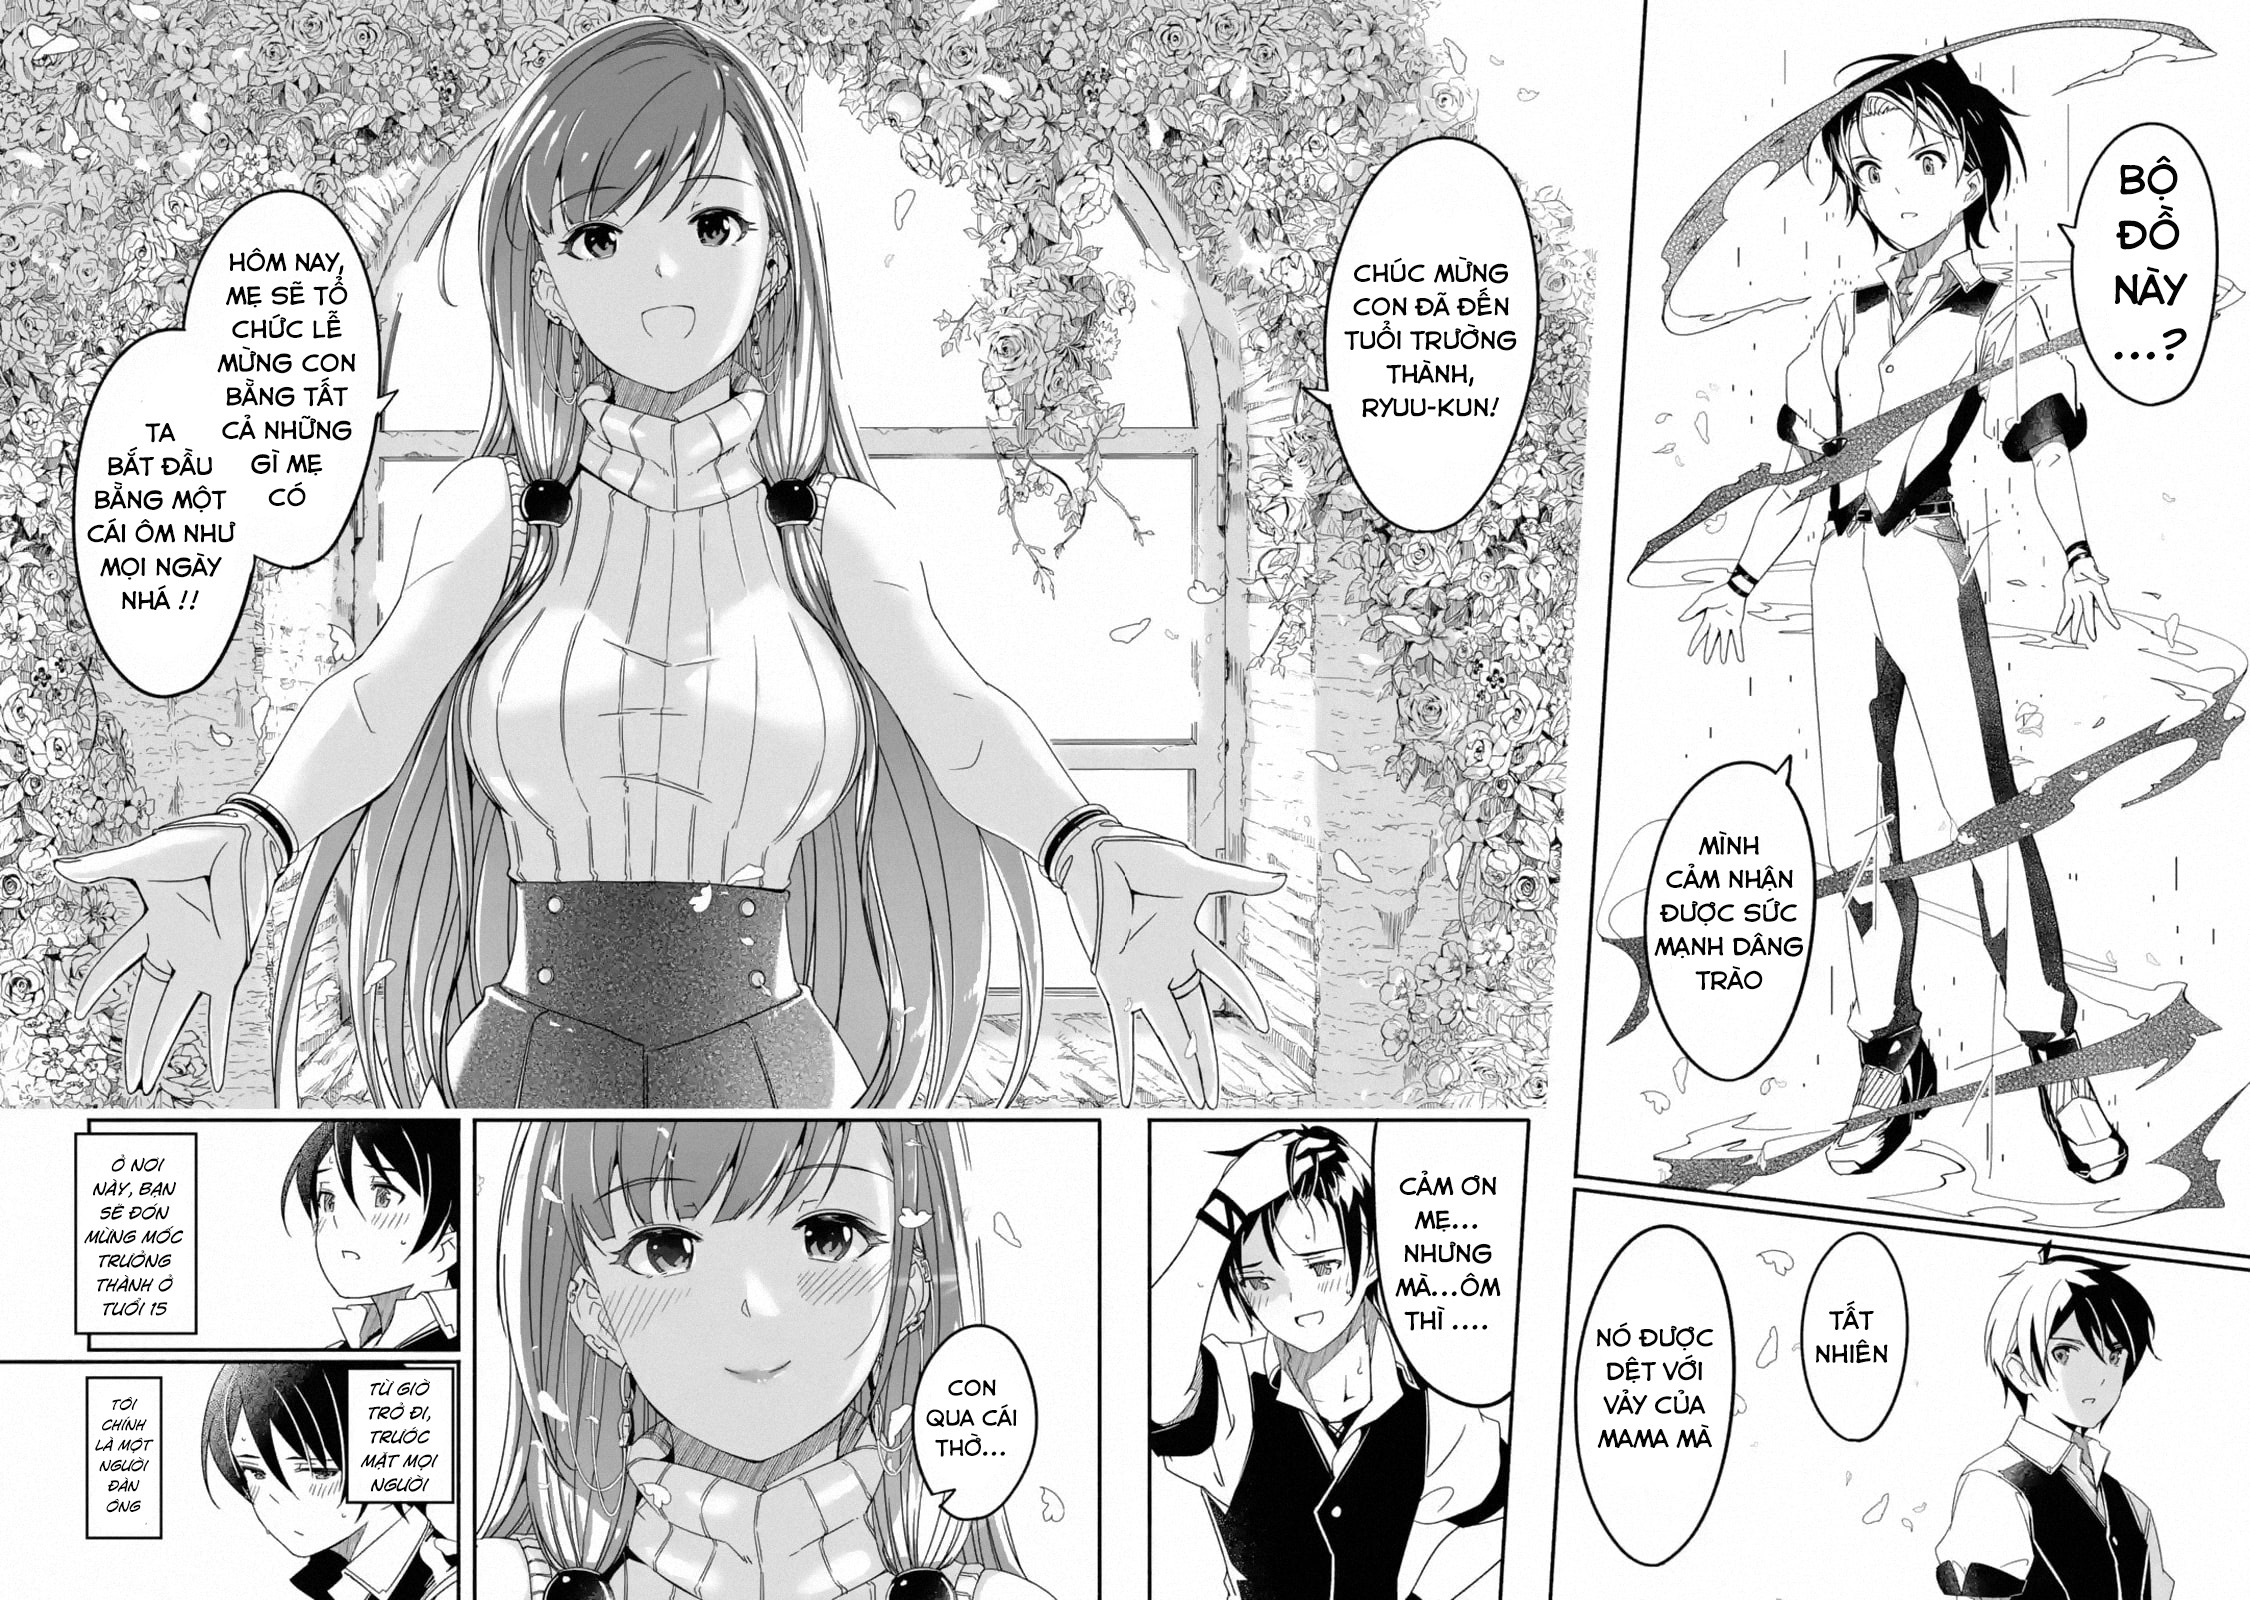 BỘ
ĐỒ
NÀY
...?
MÌNH
CẢM NHẬN
ĐƯỢC SỨC
MẠNH DÂNG
TRÀO
TẤT
NHIÊN
NÓ ĐƯỢC
DỆT VỚI
VẢY CỦA
MAMA MÀ
CHÚC MỪNG
CON ĐÃ ĐẾN
TUỔI TRƯỜNG
THÀNH,
RYUU-KUN!
HÔM NAY,
MẸ SẼ TỔ
CHỨC LỄ
MỪNG CON
BẰNG TẤT
CẢ NHỮNG
GÌ MẸ
CÓ
TA
BẮT ĐẦU
BẰNG MỘT
CÁI ÔM NHƯ
MỌI NGÀY
NHÁ !!
CẢM ƠN
MẸ...
NHƯNG
MÀ...ÔM
THÌ ....
CON
QUA CÁI
THỜ...
Ở NƠI
NÀY, BẠN
SẼ ĐÓN
MỪNG MỐC
TRƯỞNG
THÀNH Ở
TUỔI 15
TỪ GIỜ
TRỞ ĐI,
TRƯỚC
MẶT MỌI
NGƯỜI
TÔI
CHÍNH
LÀ MỘT
NGƯỜI
ĐÀN
ÔNG